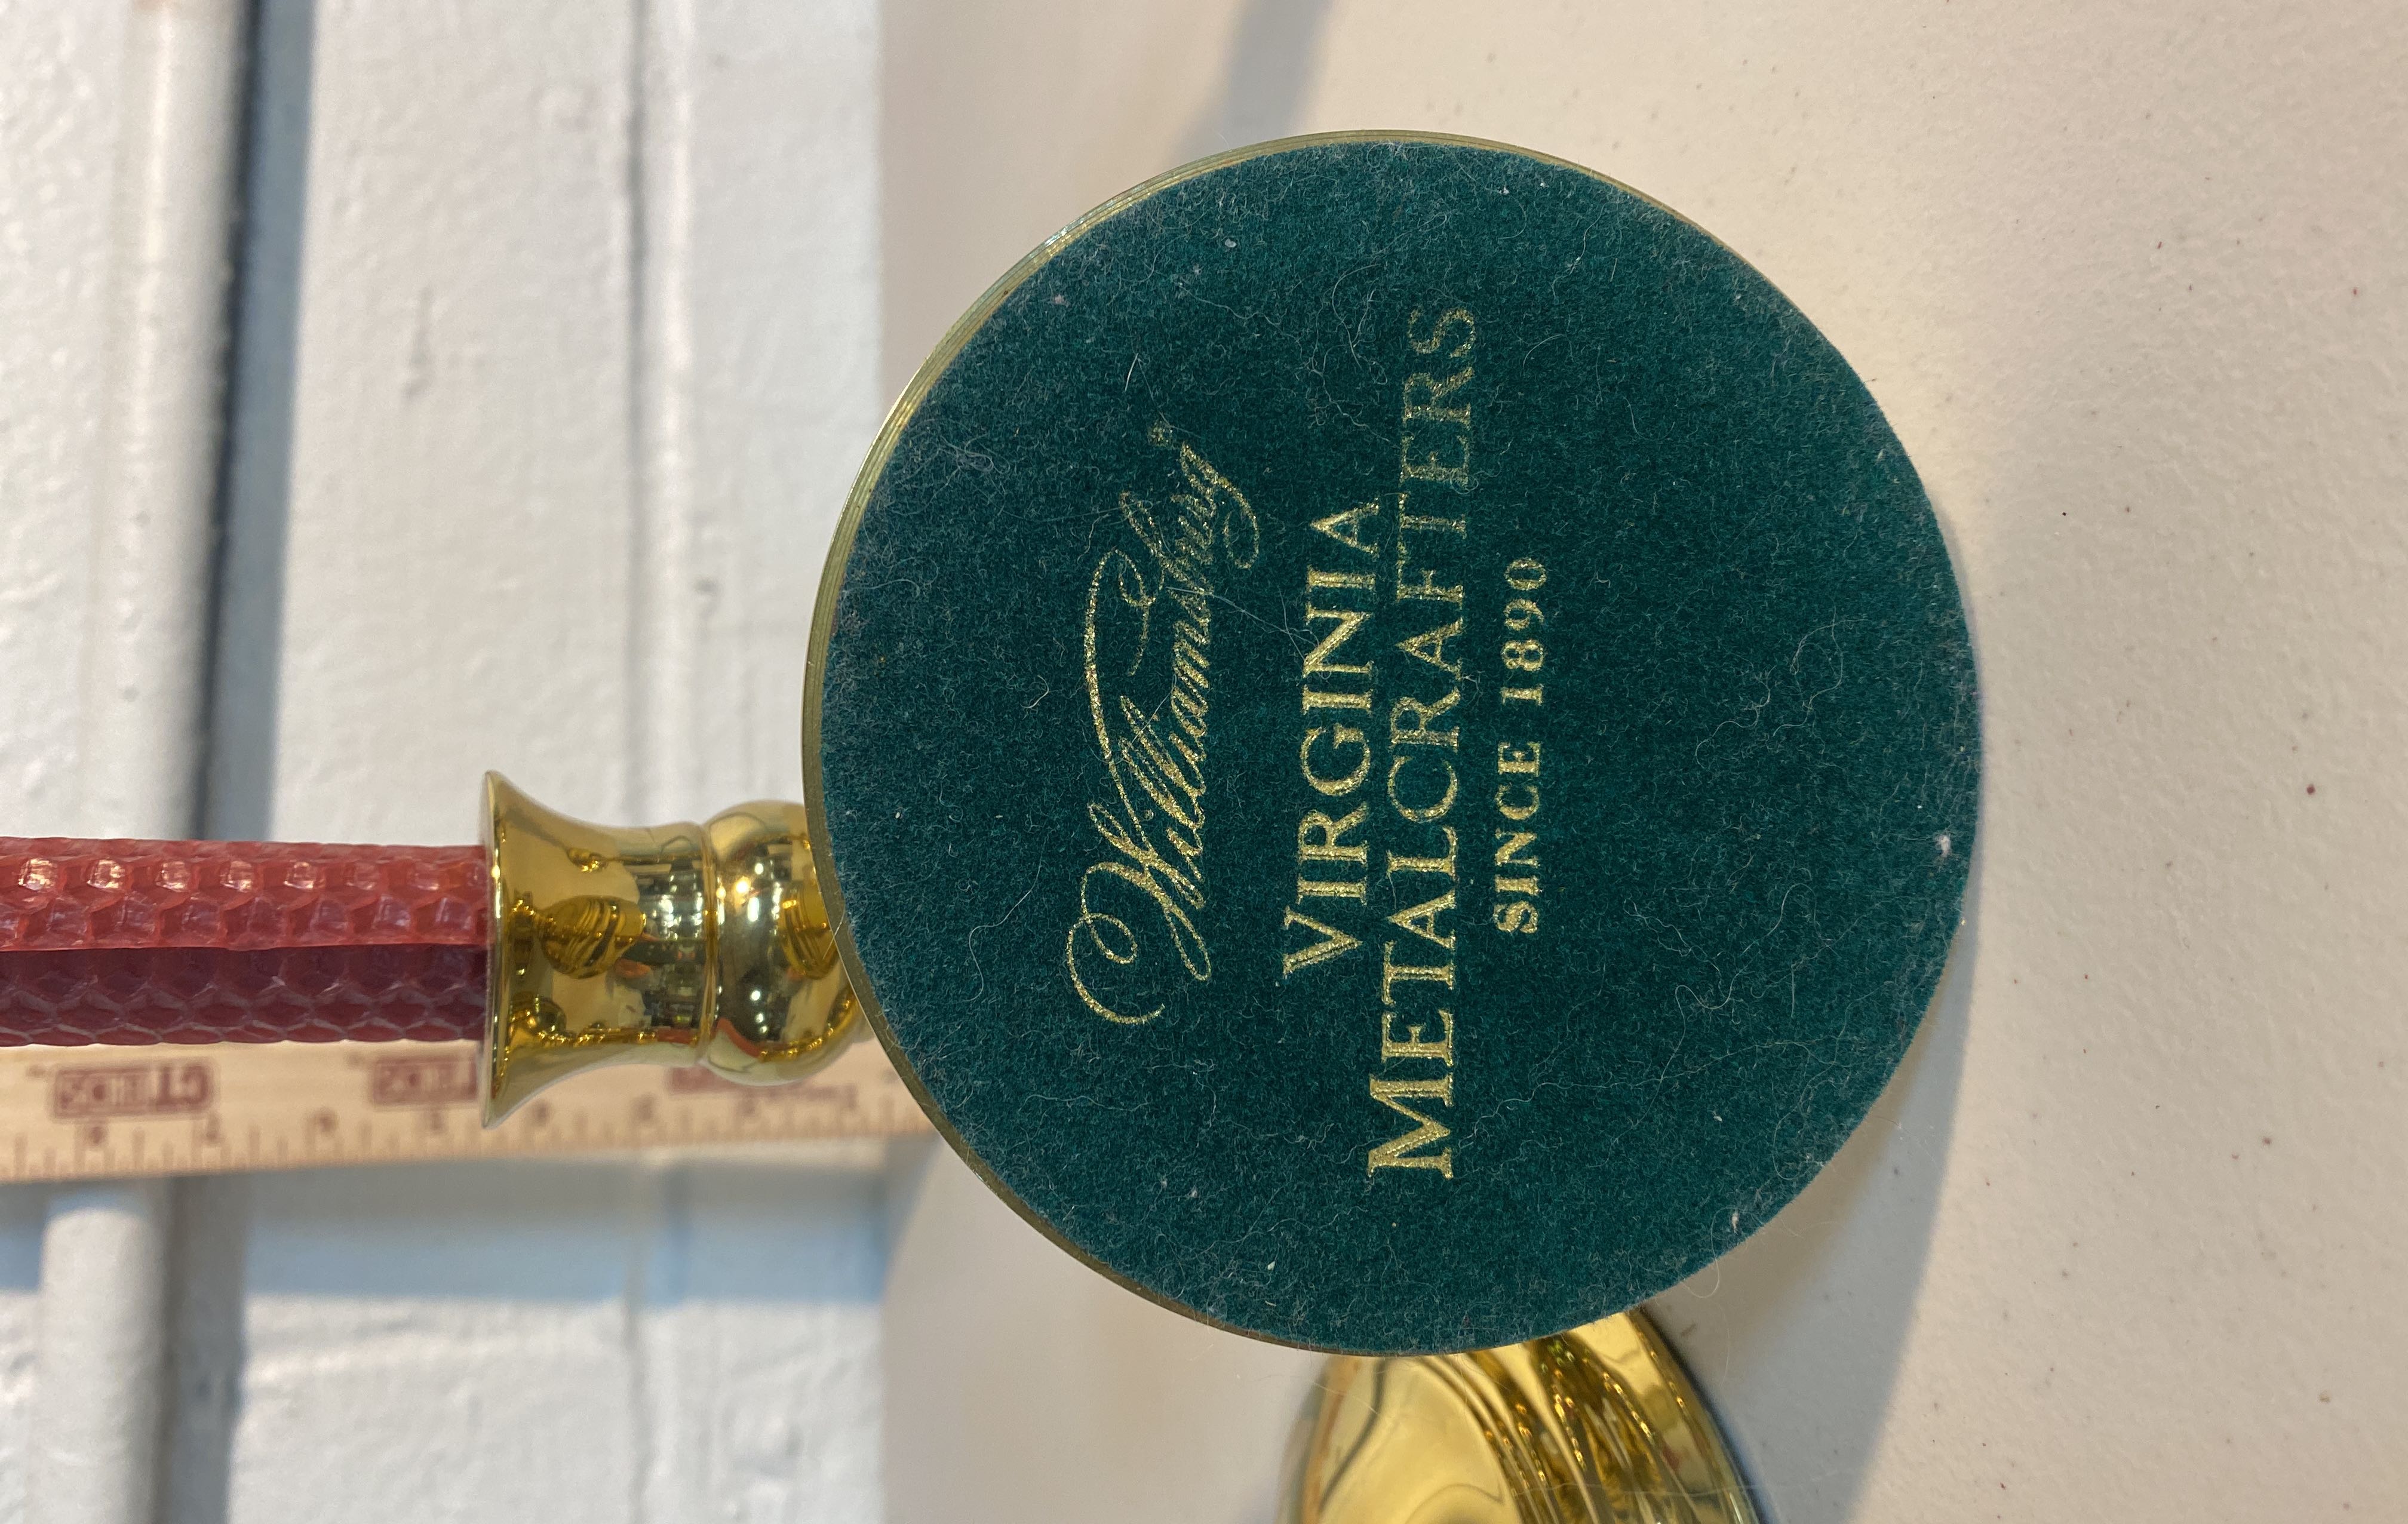 Williamsburg
VIRGINIA
METALCRAFTERS
SINCE 1890